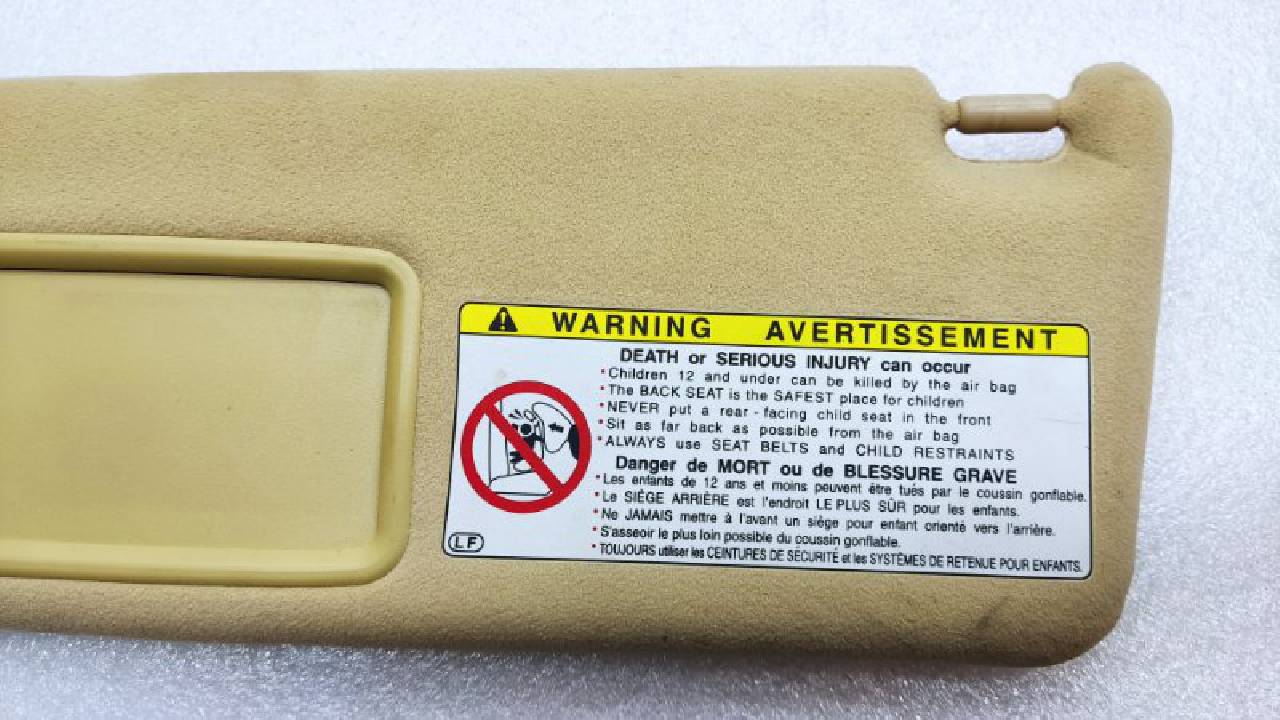 WARNING AVERTISSEMENT
DEATH or SERIOUS INJURY can occur
•Children 12 and under can be killed by the air bag
•The BACK SEAT is the SAFEST place for children
•NEVER put a rear-facing child seat in the front
•Sit as far back as possible from the air bag
•ALWAYS use SEAT BELTS and CHILD RESTRAINTS
Danger de MORT ou de BLESSURE GRAVE
•Les enfants de 12 ans et moins peuvent être tués par le coussin gonflable.
•Le SIÈGE ARRIÈRE est l'endroit LE PLUS SÛR pour les enfants.
•Ne JAMAIS mettre à l'avant un siège pour enfant orienté vers l'arrière.
•S'asseoir le plus loin possible du coussin gonflable.
•TOUJOURS utiliser les CEINTURES DE SÉCURITÉ et les SYSTÈMES DE RETENUE POUR ENFANTS.
LF